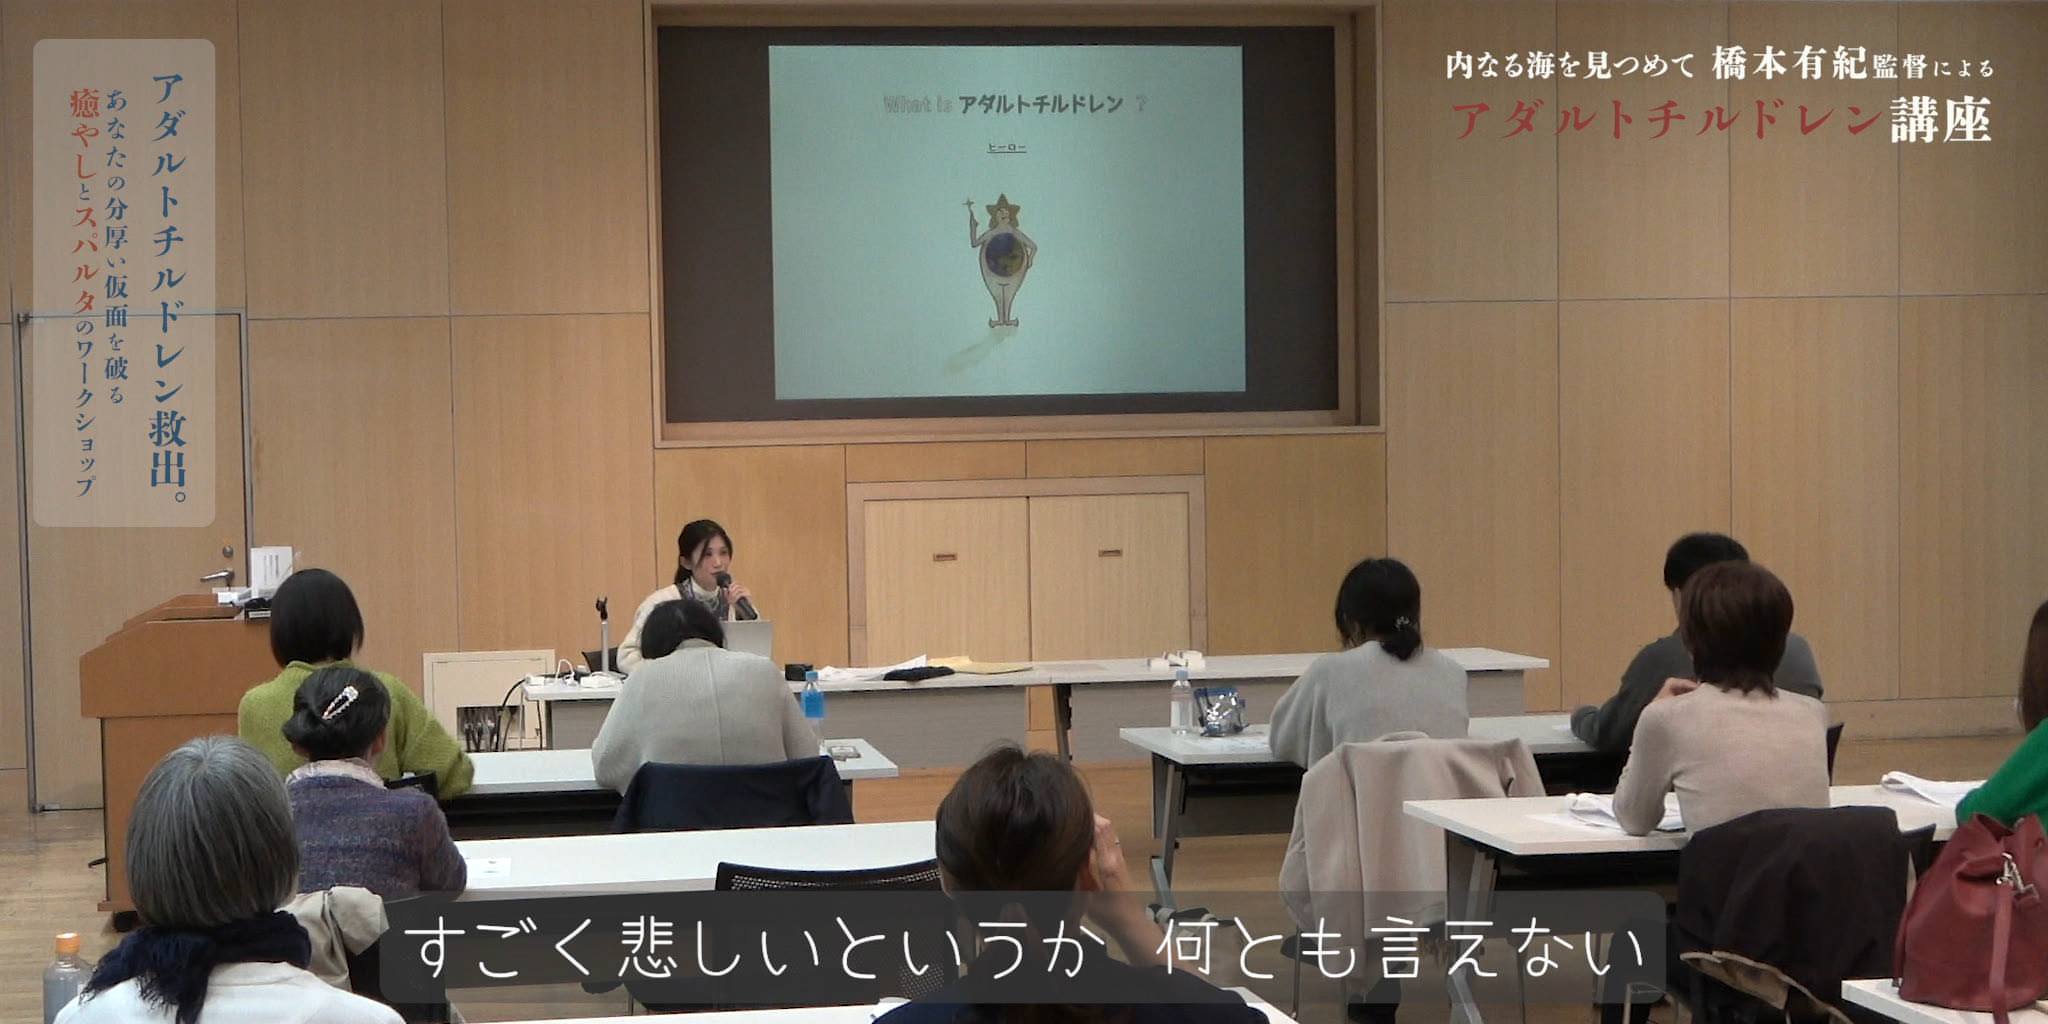 アダルトチルドレン救出。
あなたの分厚い仮面を破る
癒やしとスパルタのワークショップ
内なる海を見つめて 橋本有紀監督による
アダルトチルドレン講座
What is アダルトチルドレン ?
ヒーロー
すごく悲しいというか 何とも言えない